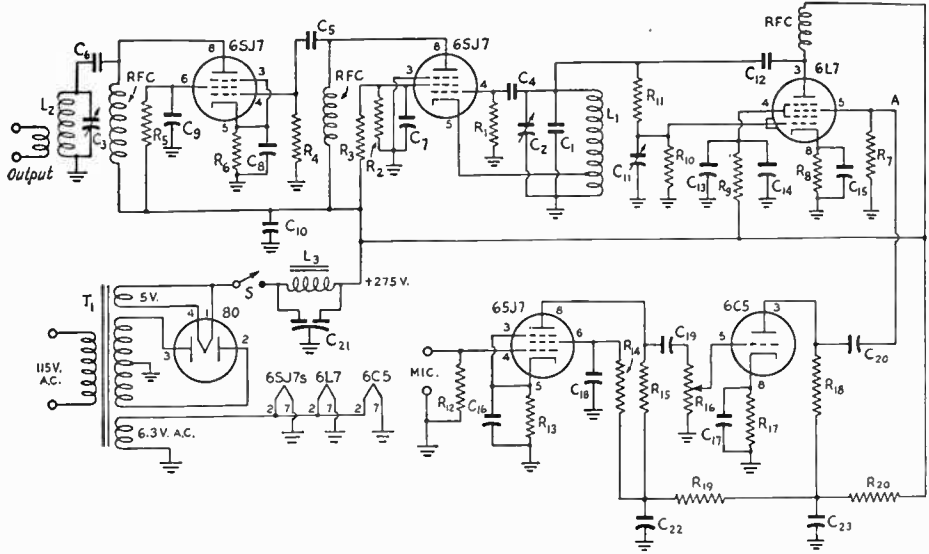 RFC
C5
6SJ7
6SJ7
C6
8
8
C12
3
6L7
RFC
6
3
4
RFC
6
3
4
C4
R11
4
5
A
L2
C3
R5
C9
5
R6
C8
R4
R3
R2
C7
5
R1
C2
C1
L1
C11
R10
C13
R9
C14
8
R8
C15
R7
Output
C10
L3
+275 V.
S
C21
T1
5V.
4
1
80
3
2
115V.
A.C.
6.3 V. A.C.
6SJ7s
6L7
6C5
2
7
2
7
2
7
6SJ7
8
3
4
6
5
MIC.
R12
C16
R13
C18
R14
R15
C19
R16
6C5
3
5
8
C17
R17
R18
C20
R19
R20
C22
C23